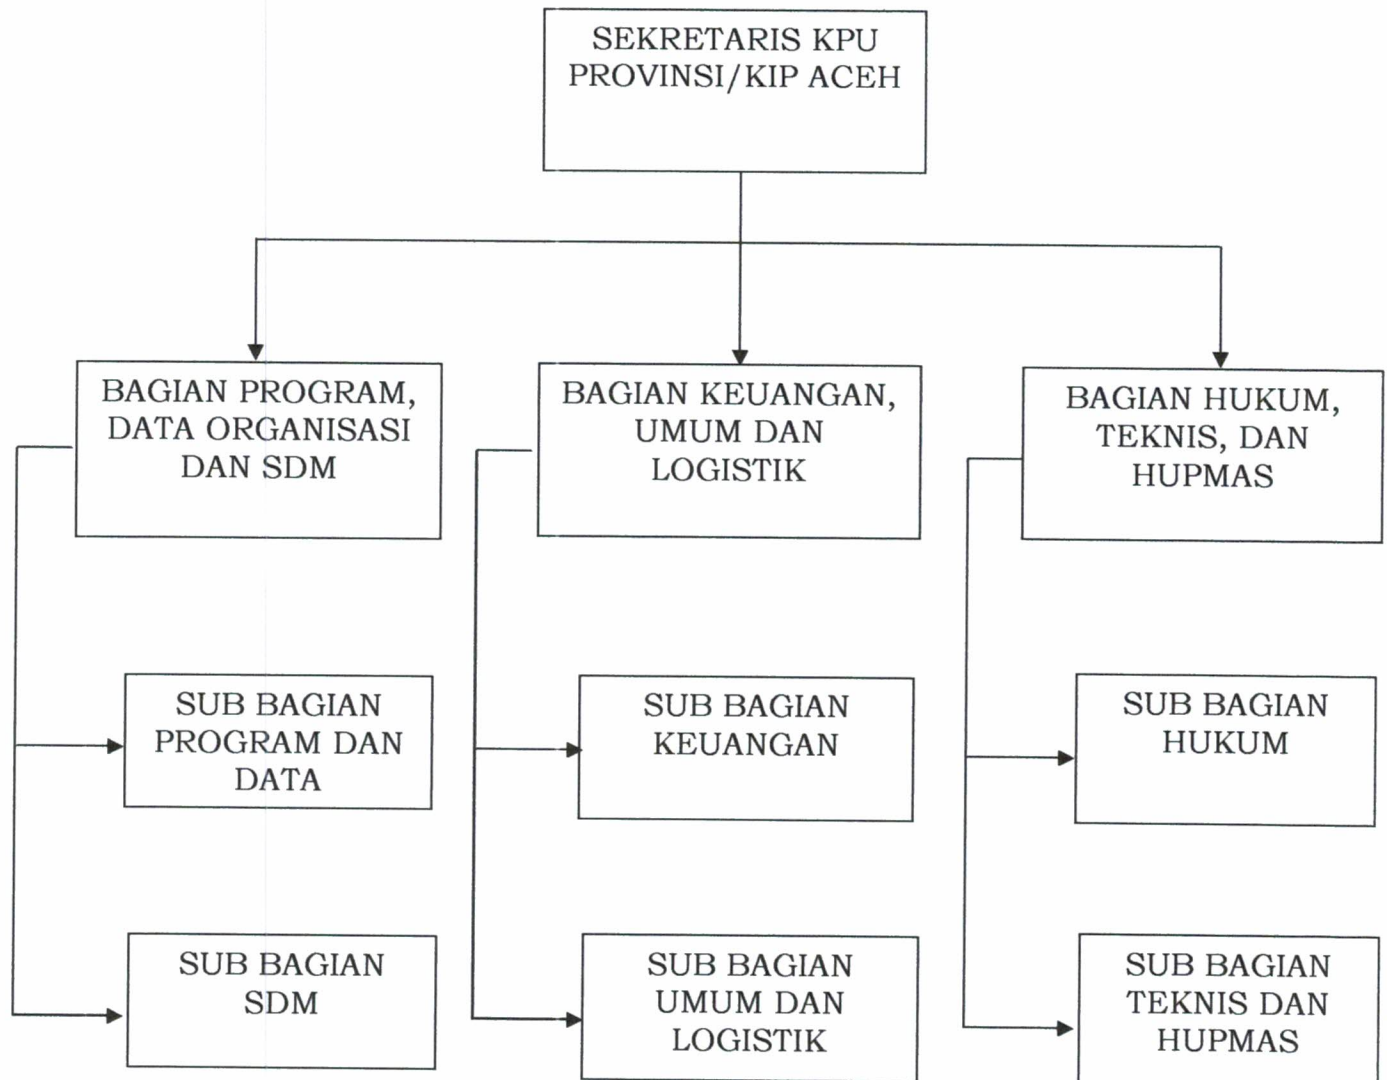 SEKRETARIS KPU
PROVINSI/KIP ACEH
BAGIAN PROGRAM,
DATA ORGANISASI
DAN SDM
BAGIAN KEUANGAN,
UMUM DAN
LOGISTIK
BAGIAN HUKUM,
TEKNIS, DAN
HUPMAS
SUB BAGIAN
PROGRAM DAN
DATA
SUB BAGIAN
KEUANGAN
SUB BAGIAN
HUKUM
SUB BAGIAN
SDM
SUB BAGIAN
UMUM DAN
LOGISTIK
SUB BAGIAN
TEKNIS DAN
HUPMAS